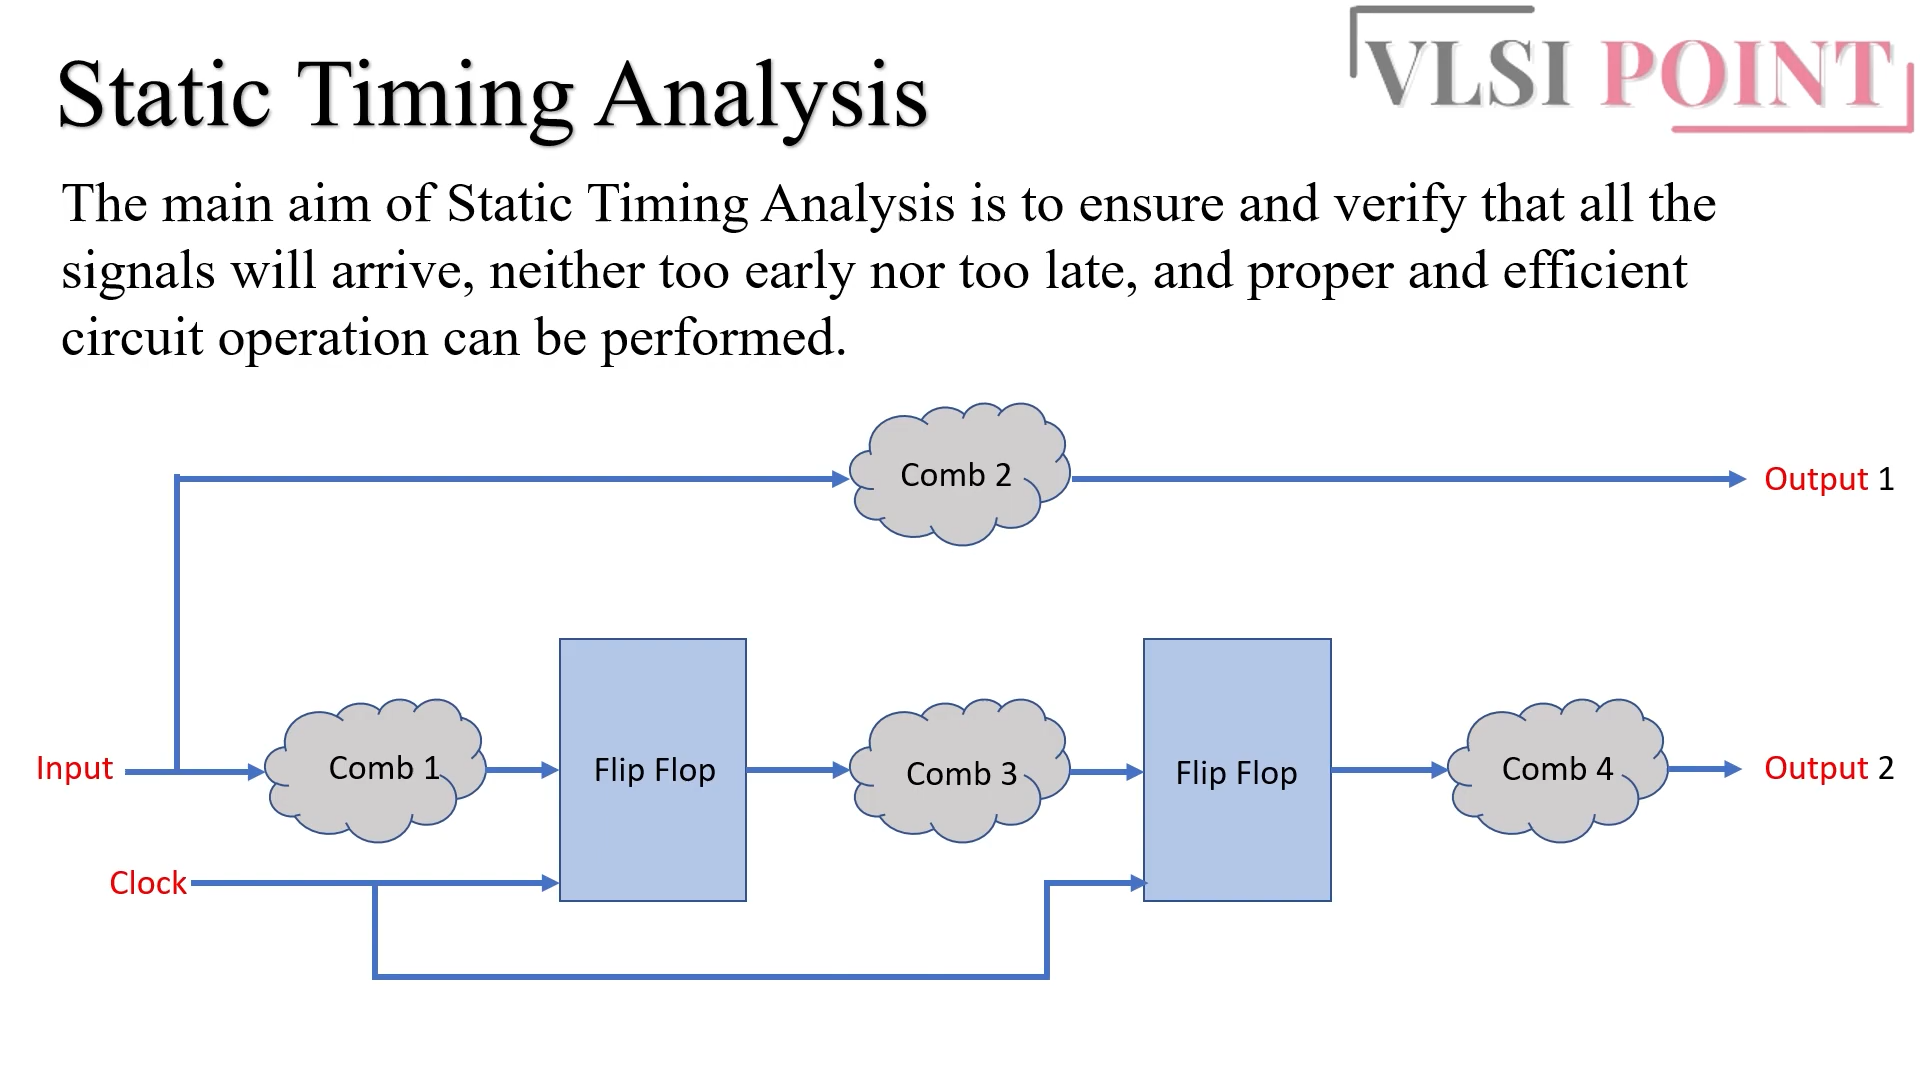 VLSI POINT
Static Timing Analysis
The main aim of Static Timing Analysis is to ensure and verify that all the
signals will arrive, neither too early nor too late, and proper and efficient
circuit operation can be performed.
Comb 2
Output 1
Input
Comb 1
Flip Flop
Comb 3
Flip Flop
Comb 4
Output 2
Clock